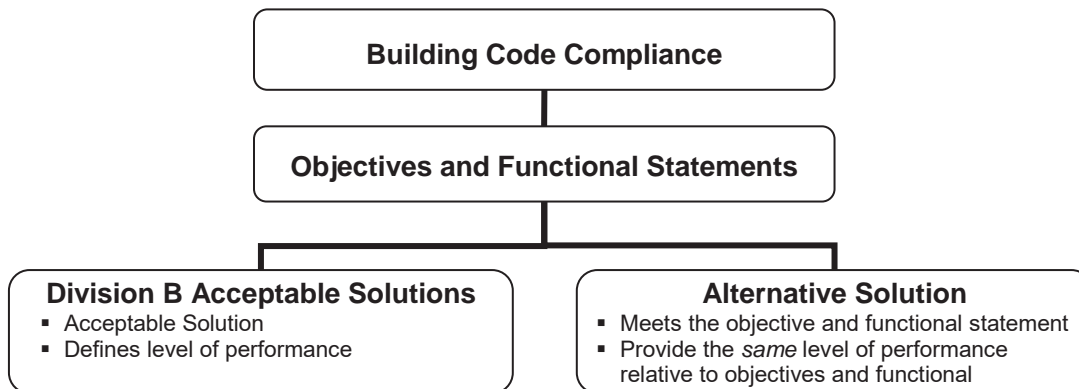 Building Code Compliance
Objectives and Functional Statements
Division B Acceptable Solutions
▪ Acceptable Solution
▪ Defines level of performance
Alternative Solution
▪ Meets the objective and functional statement
▪ Provide the same level of performance
relative to objectives and functional